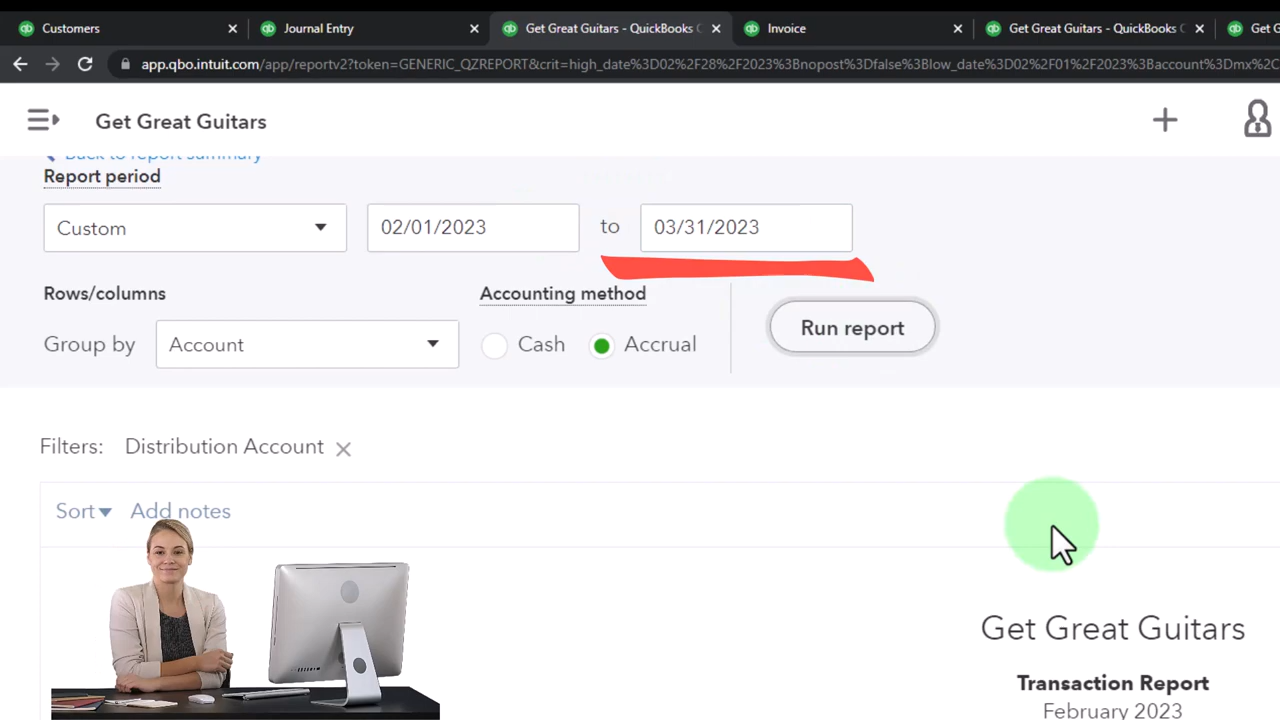 Customers
Journal Entry
Get Great Guitars - QuickBooks
Invoice
Get Great Guitars - QuickBooks
Get G
app.qbo.intuit.com/app/reportv2?token=GENERIC_QZREPORT&crit=high_date%3D02%2F28%2F2023%3Bnopost%3Dfalse%3Blow_date%3D02%2F01%2F2023%3Baccount%3Dmx%2C
Get Great Guitars
Back to report summary
Report period
Custom
02/01/2023
to
03/31/2023
Rows/columns
Accounting method
Group by
Account
Cash
Accrual
Run report
Filters: Distribution Account
Sort
Add notes
Get Great Guitars
Transaction Report
February 2023